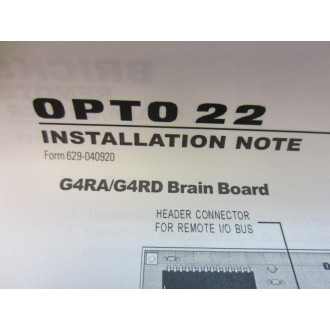 OPTO 22
INSTALLATION NOTE
Form 629-040920
G4RA/G4RD Brain Board
HEADER CONNECTOR
FOR REMOTE I/O BUS